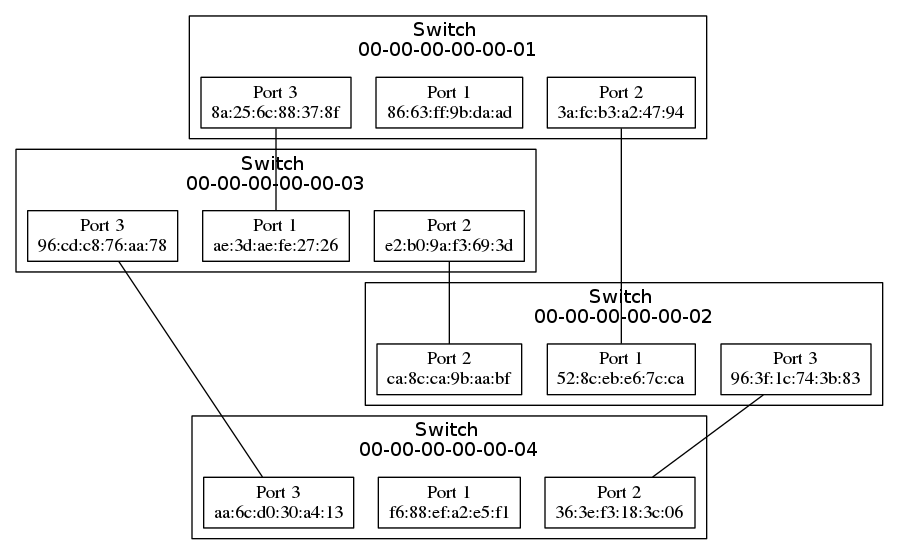 Switch
00-00-00-00-00-01
Port 3
8a:25:6c:88:37:8f
Port 1
86:63:ff:9b:da:ad
Port 2
3a:fc:b3:a2:47:94
Switch
00-00-00-00-00-03
Port 3
96:cd:c8:76:aa:78
Port 1
ae:3d:ae:fe:27:26
Port 2
e2:b0:9a:f3:69:3d
Switch
00-00-00-00-00-02
Port 2
ca:8c:ca:9b:aa:bf
Port 1
52:8c:eb:e6:7c:ca
Port 3
96:3f:1c:74:3b:83
Switch
00-00-00-00-00-04
Port 3
aa:6c:d0:30:a4:13
Port 1
f6:88:ef:a2:e5:f1
Port 2
36:3e:f3:18:3c:06